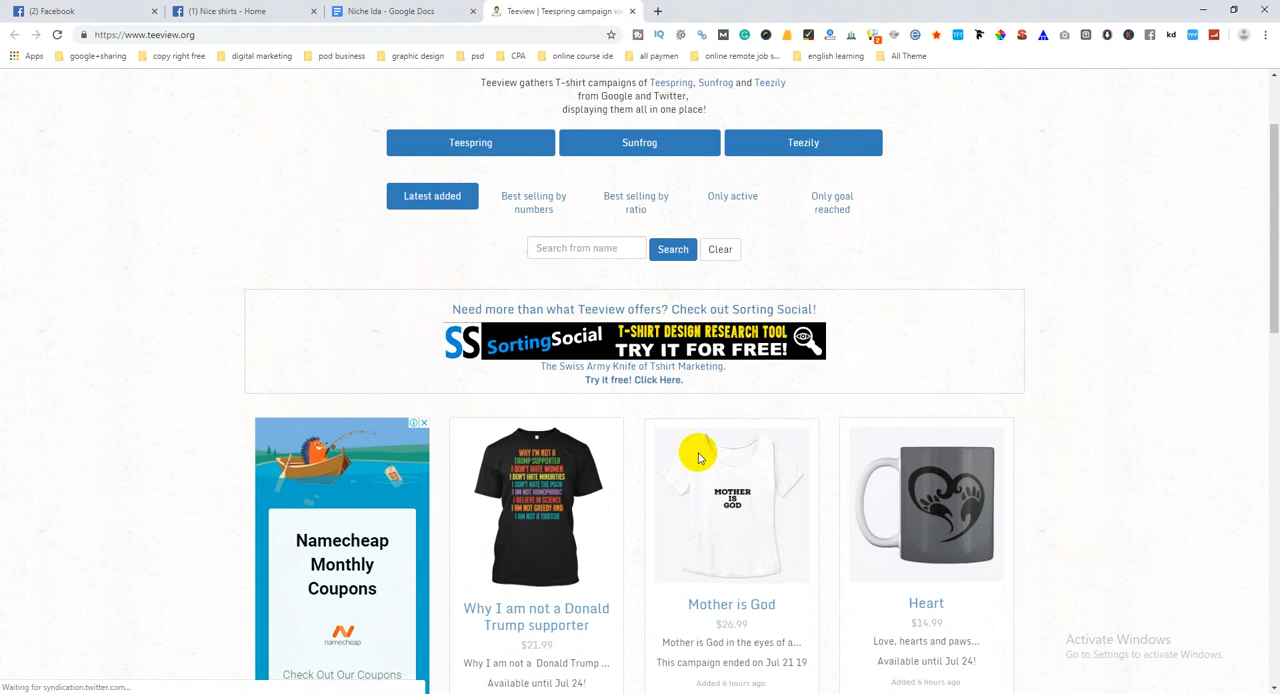 (2) Facebook
(1) Nice shirts - Home
Niche Ida - Google Docs
Teeview | Teespring campaign vi
https://www.teeview.org
Apps
google+sharing
copy right free
digital marketing
pod business
graphic design
psd
CPA
online course ide
all paymen
online remote job s...
english learning
All Theme
Teeview gathers T-shirt campaigns of Teespring, Sunfrog and Teezily
from Google and Twitter,
displaying them all in one place!
Teespring
Sunfrog
Teezily
Latest added
Best selling by
numbers
Best selling by
ratio
Only active
Only goal
reached
Search from name
Search
Clear
Need more than what Teeview offers? Check out Sorting Social!
SS SortingSocial
T-SHIRT DESIGN RESEARCH TOOL
TRY IT FOR FREE!
The Swiss Army Knife of Tshirt Marketing.
Try it free! Click Here.
Namecheap
Monthly
Coupons
namecheap
Check Out Our Coupons
WHY I'M NOT A
TRUMP SUPPORTER
I DON'T HATE WOMEN
I DON'T HATE MINORITIES
I DON'T HATE THE POOR
I AM NOT HOMOPHOBIC
I BELIEVE IN SCIENCE
I AM NOT GREEDY AND
I AM NOT A TRAITOR
Why I am not a Donald
Trump supporter
$21.99
Why I am not a Donald Trump ...
Available until Jul 24!
MOTHER
IS
GOD
Mother is God
$26.99
Mother is God in the eyes of a...
This campaign ended on Jul 21 19
Added 6 hours ago
Heart
$14.99
Love, hearts and paws...
Available until Jul 24!
Added 6 hours ago
Activate Windows
Go to Settings to activate Windows.
Waiting for syndication.twitter.com...